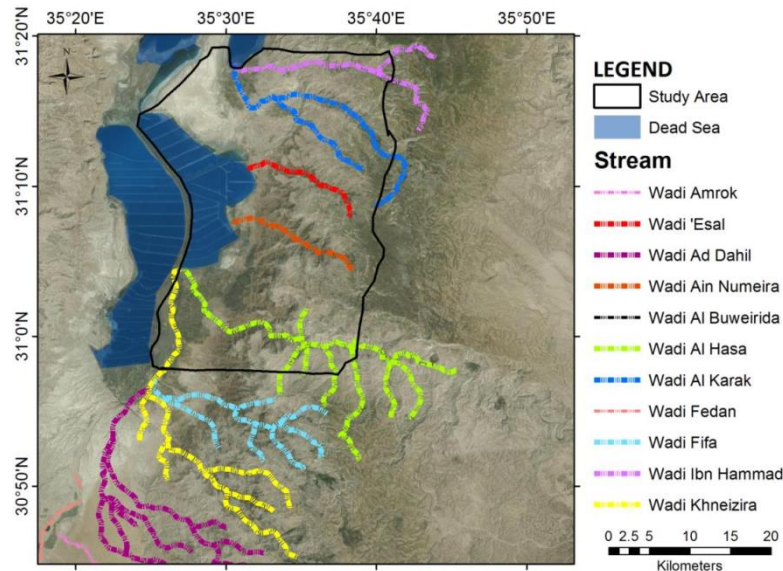 35°20'E 35°30'E 35°40'E 35°50'E
31°20'N
31°10'N
31°0'N
30°50'N
N
LEGEND
Study Area
Dead Sea
Stream
Wadi Amrok
Wadi 'Esal
Wadi Ad Dahil
Wadi Ain Numeira
Wadi Al Buweirida
Wadi Al Hasa
Wadi Al Karak
Wadi Fedan
Wadi Fifa
Wadi Ibn Hammad
Wadi Khneizira
0 2.5 5 10 15 20
Kilometers